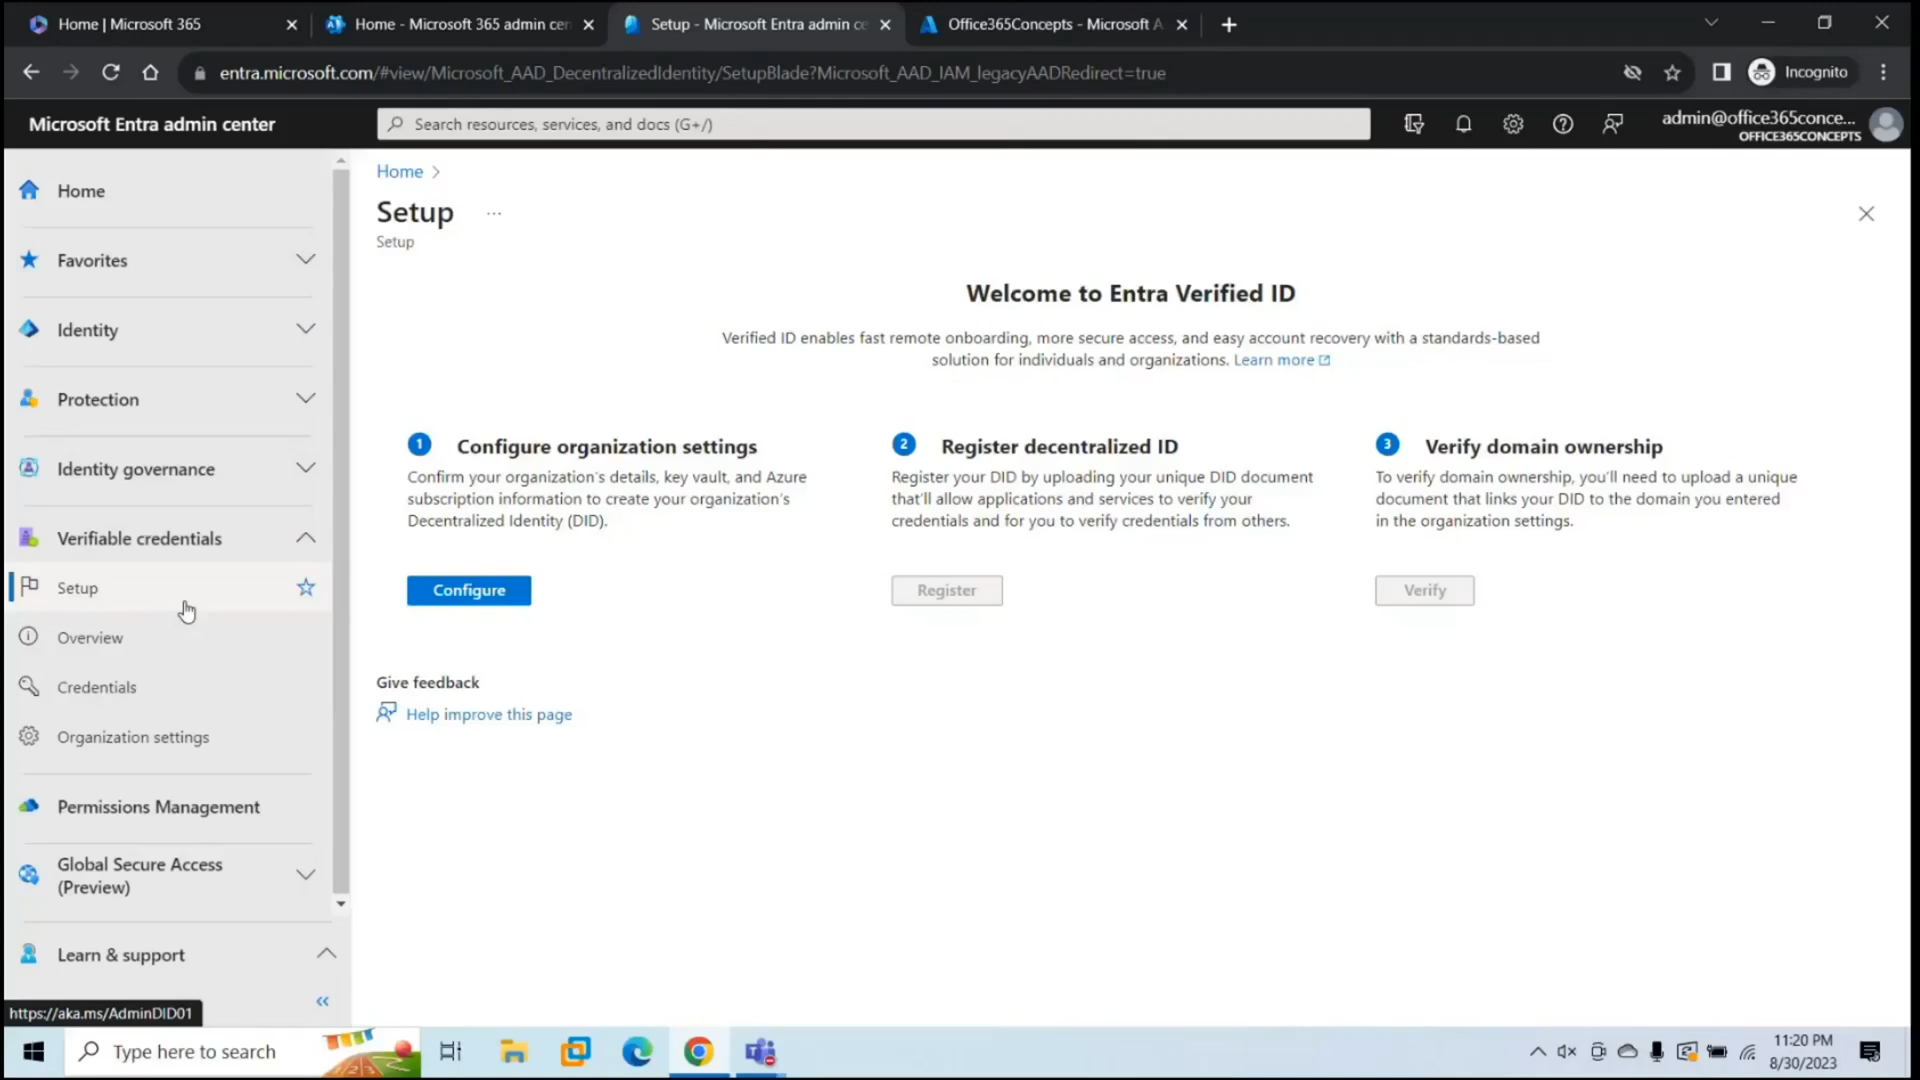 Home | Microsoft 365
Home - Microsoft 365 admin cen
Setup - Microsoft Entra admin ce
Office365Concepts - Microsoft A
entra.microsoft.com/#view/Microsoft_AAD_DecentralizedIdentity/SetupBlade?Microsoft_AAD_IAM_legacyAADRedirect=true
Incognito
Microsoft Entra admin center
Search resources, services, and docs (G+/)
admin@office365conce...
OFFICE365CONCEPTS
Home
Favorites
Identity
Protection
Identity governance
Verifiable credentials
Setup
Overview
Credentials
Organization settings
Permissions Management
Global Secure Access
(Preview)
Learn & support
https://aka.ms/AdminDID01
Home >
Setup ...
Setup
Welcome to Entra Verified ID
Verified ID enables fast remote onboarding, more secure access, and easy account recovery with a standards-based
solution for individuals and organizations. Learn more
1 Configure organization settings
Confirm your organization's details, key vault, and Azure
subscription information to create your organization's
Decentralized Identity (DID).
Configure
2 Register decentralized ID
Register your DID by uploading your unique DID document
that'll allow applications and services to verify your
credentials and for you to verify credentials from others.
Register
3 Verify domain ownership
To verify domain ownership, you'll need to upload a unique
document that links your DID to the domain you entered
in the organization settings.
Verify
Give feedback
Help improve this page
Type here to search
11:20 PM
8/30/2023